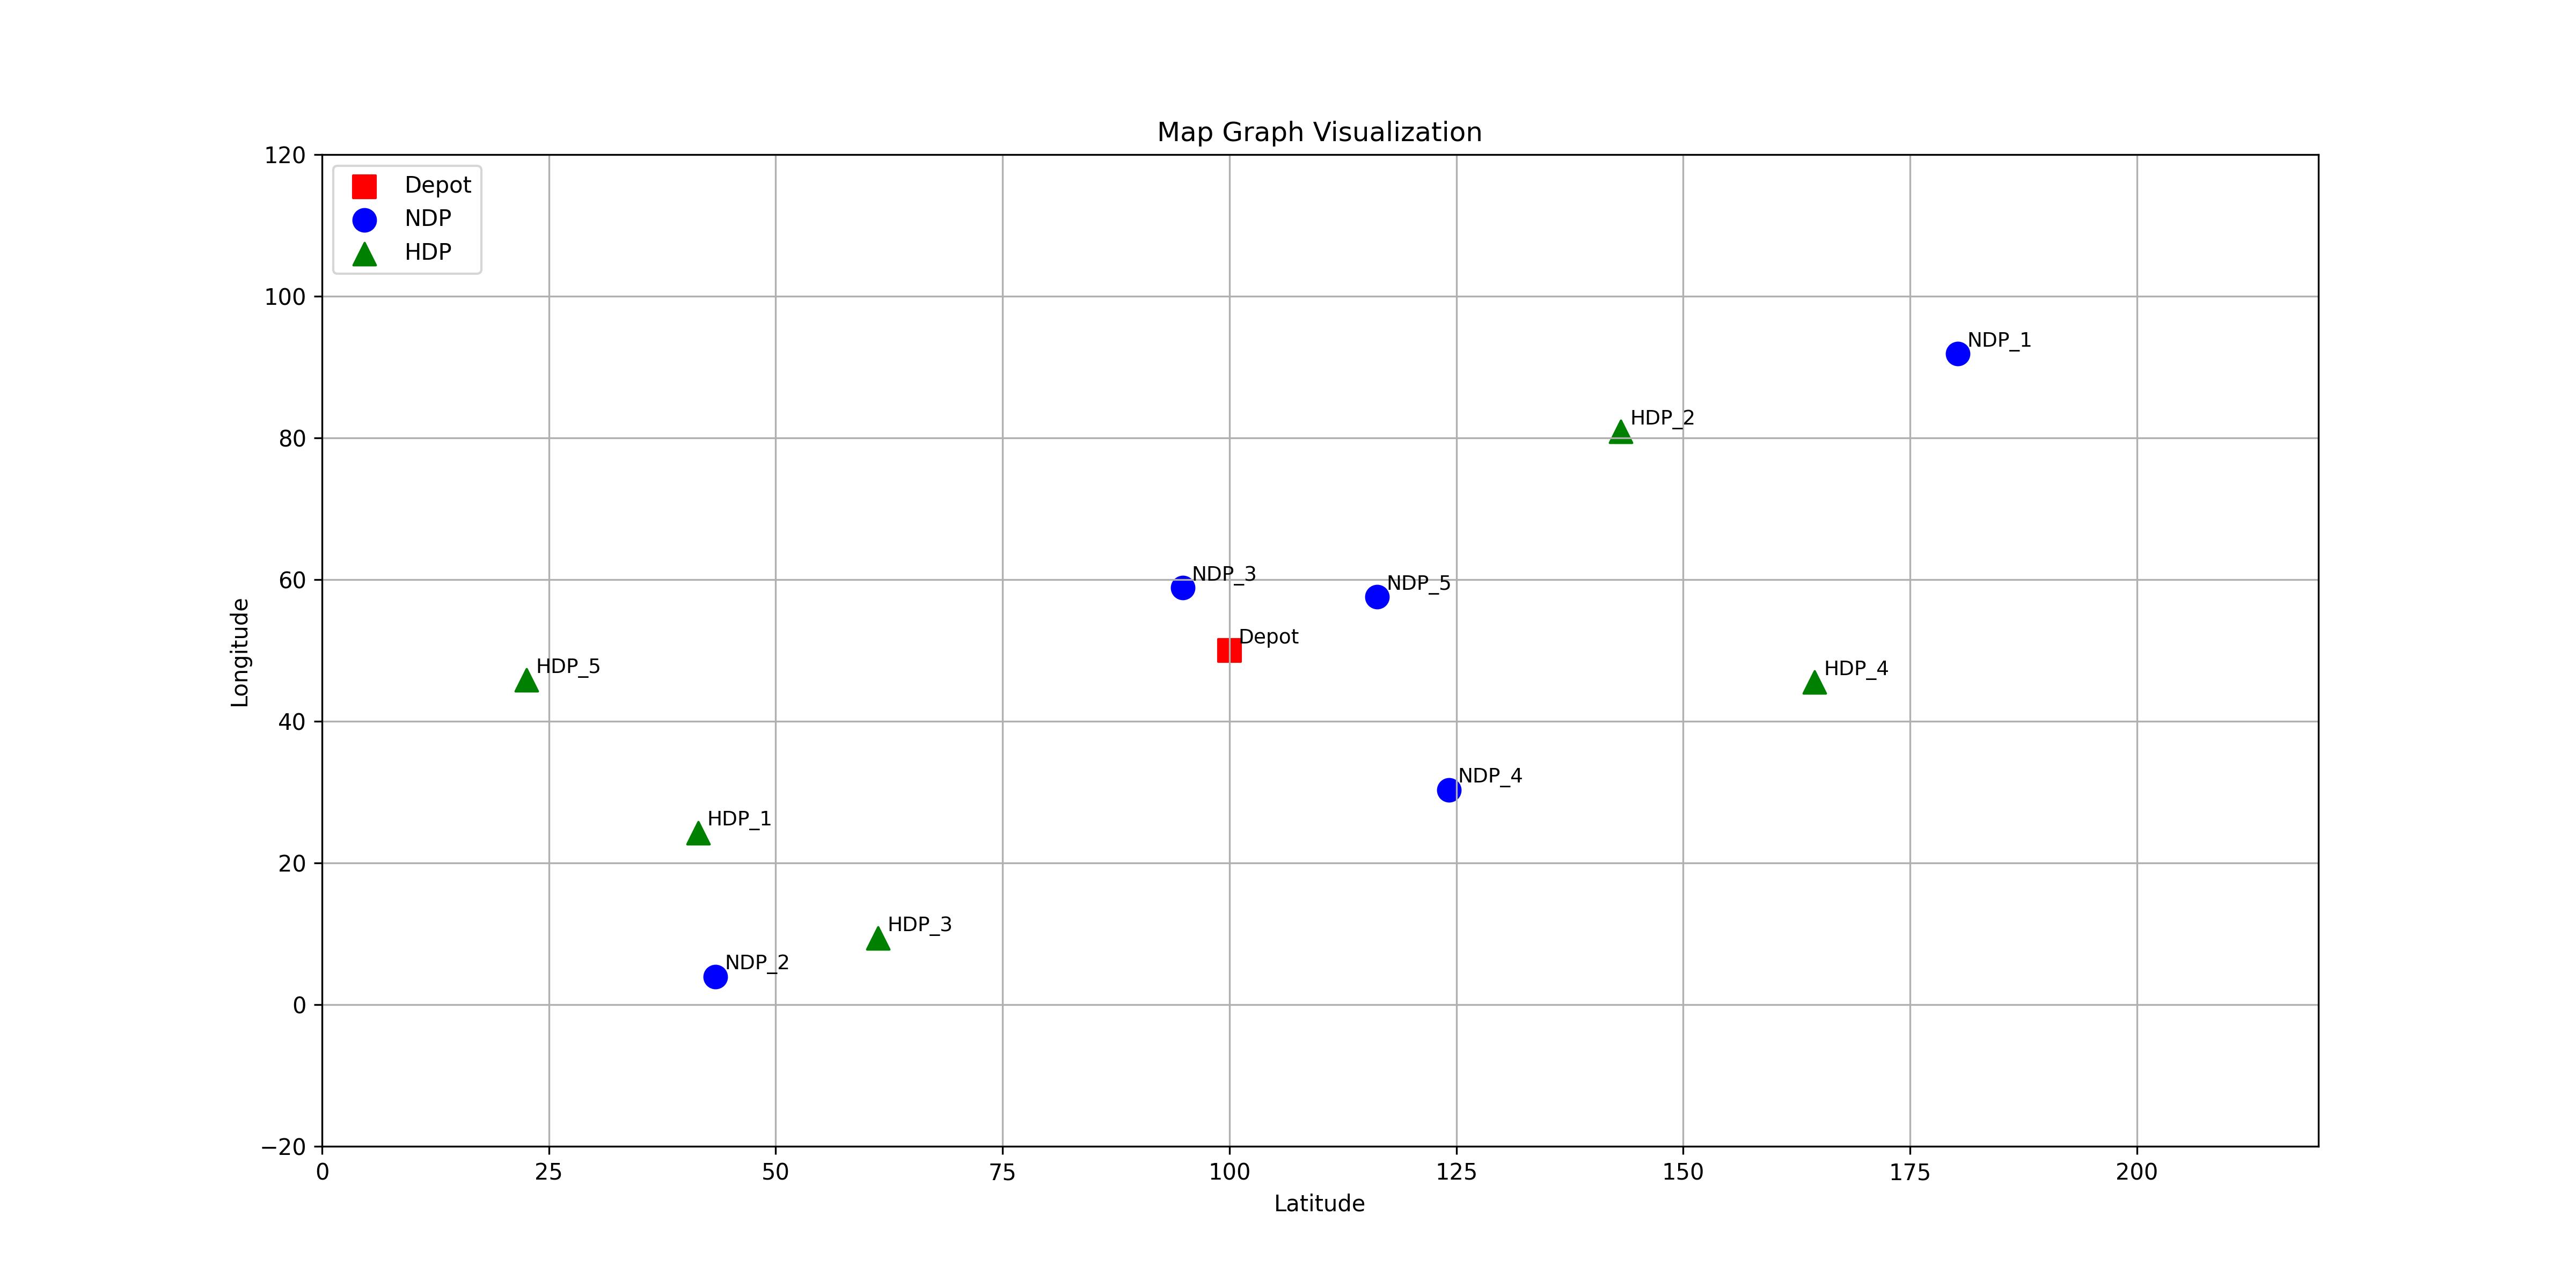 Map Graph Visualization
120
100
80
60
40
20
0
−20
Longitude
Depot
NDP
HDP
NDP_1
HDP_2
NDP_3
NDP_5
Depot
HDP_5
HDP_4
NDP_4
HDP_1
HDP_3
NDP_2
0 25 50 75 100 125 150 175 200
Latitude